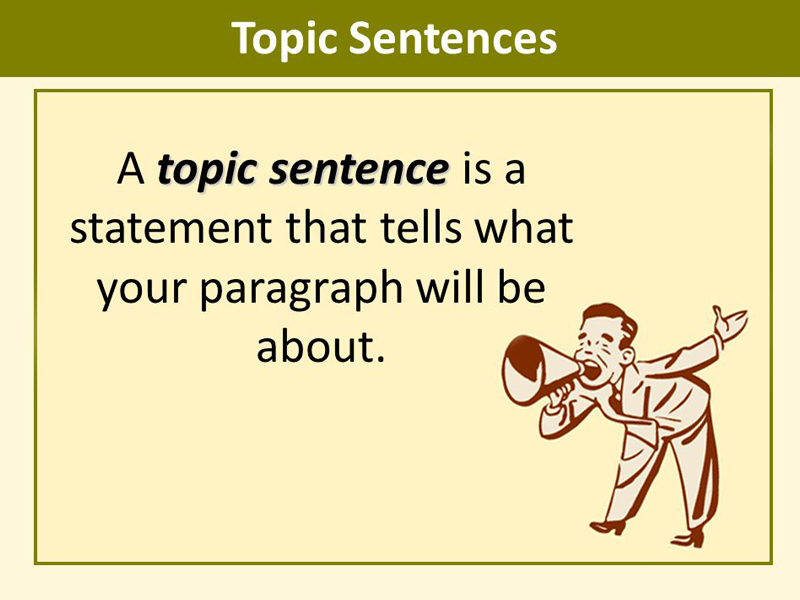 Topic Sentences
A topic sentence is a
statement that tells what
your paragraph will be
about.